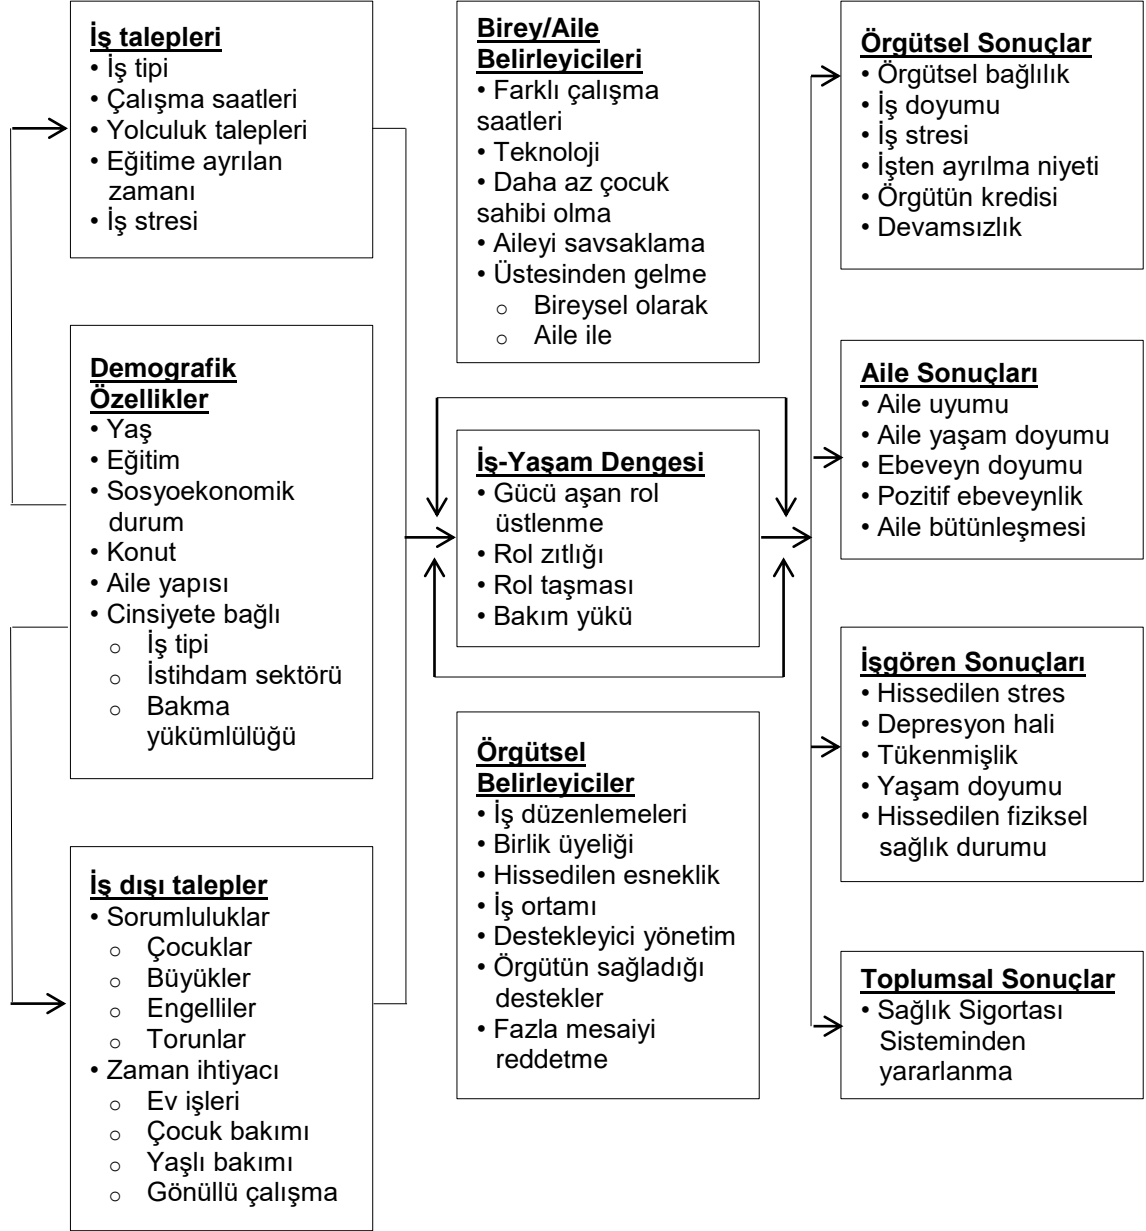 İş talepleri
• İş tipi
• Çalışma saatleri
• Yolculuk talepleri
• Eğitime ayrılan
zamanı
• İş stresi
Demografik
Özellikler
• Yaş
• Eğitim
• Sosyoekonomik
durum
• Konut
• Aile yapısı
• Cinsiyete bağlı
o İş tipi
o İstihdam sektörü
o Bakma
yükümlülüğü
İş dışı talepler
• Sorumluluklar
o Çocuklar
o Büyükler
o Engelliler
o Torunlar
• Zaman ihtiyacı
o Ev işleri
o Çocuk bakımı
o Yaşlı bakımı
o Gönüllü çalışma
Birey/Aile
Belirleyicileri
• Farklı çalışma
saatleri
• Teknoloji
• Daha az çocuk
sahibi olma
• Aileyi savsaklama
• Üstesinden gelme
o Bireysel olarak
o Aile ile
İş-Yaşam Dengesi
• Gücü aşan rol
üstlenme
• Rol zıtlığı
• Rol taşması
• Bakım yükü
Örgütsel
Belirleyiciler
• İş düzenlemeleri
• Birlik üyeliği
• Hissedilen esneklik
• İş ortamı
• Destekleyici yönetim
• Örgütün sağladığı
destekler
• Fazla mesaiyi
reddetme
Örgütsel Sonuçlar
• Örgütsel bağlılık
• İş doyumu
• İş stresi
• İşten ayrılma niyeti
• Örgütün kredisi
• Devamsızlık
Aile Sonuçları
• Aile uyumu
• Aile yaşam doyumu
• Ebeveyn doyumu
• Pozitif ebeveynlik
• Aile bütünleşmesi
İşgören Sonuçları
• Hissedilen stres
• Depresyon hali
• Tükenmişlik
• Yaşam doyumu
• Hissedilen fiziksel
sağlık durumu
Toplumsal Sonuçlar
• Sağlık Sigortası
Sisteminden
yararlanma